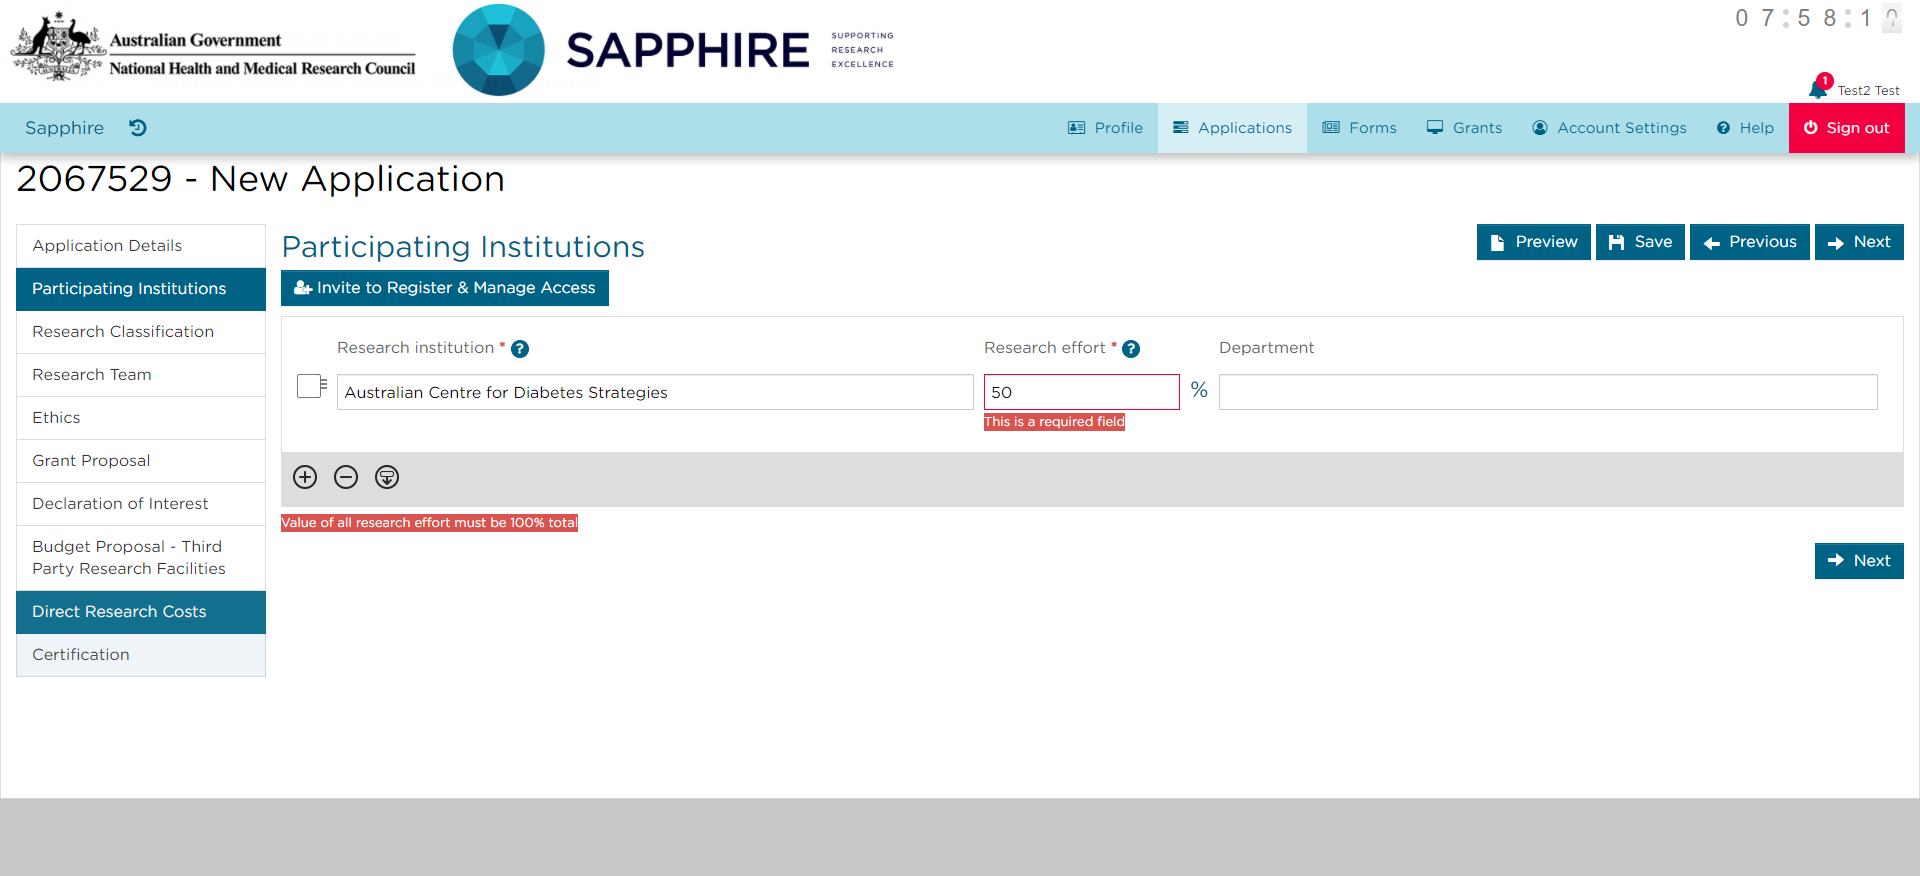 Australian Government
National Health and Medical Research Council
SAPPHIRE
SUPPORTING
RESEARCH
EXCELLENCE
07:58:1
1
Test2 Test
Sapphire
Profile
Applications
Forms
Grants
Account Settings
? Help
Sign out
2067529 - New Application
Application Details
Participating Institutions
Research Classification
Research Team
Ethics
Grant Proposal
Declaration of Interest
Budget Proposal - Third
Party Research Facilities
Direct Research Costs
Certification
Participating Institutions
Preview
Save
Previous
Next
Invite to Register & Manage Access
Research institution * ?
Research effort * ?
Department
Australian Centre for Diabetes Strategies
50
%
This is a required field
Value of all research effort must be 100% total
Next